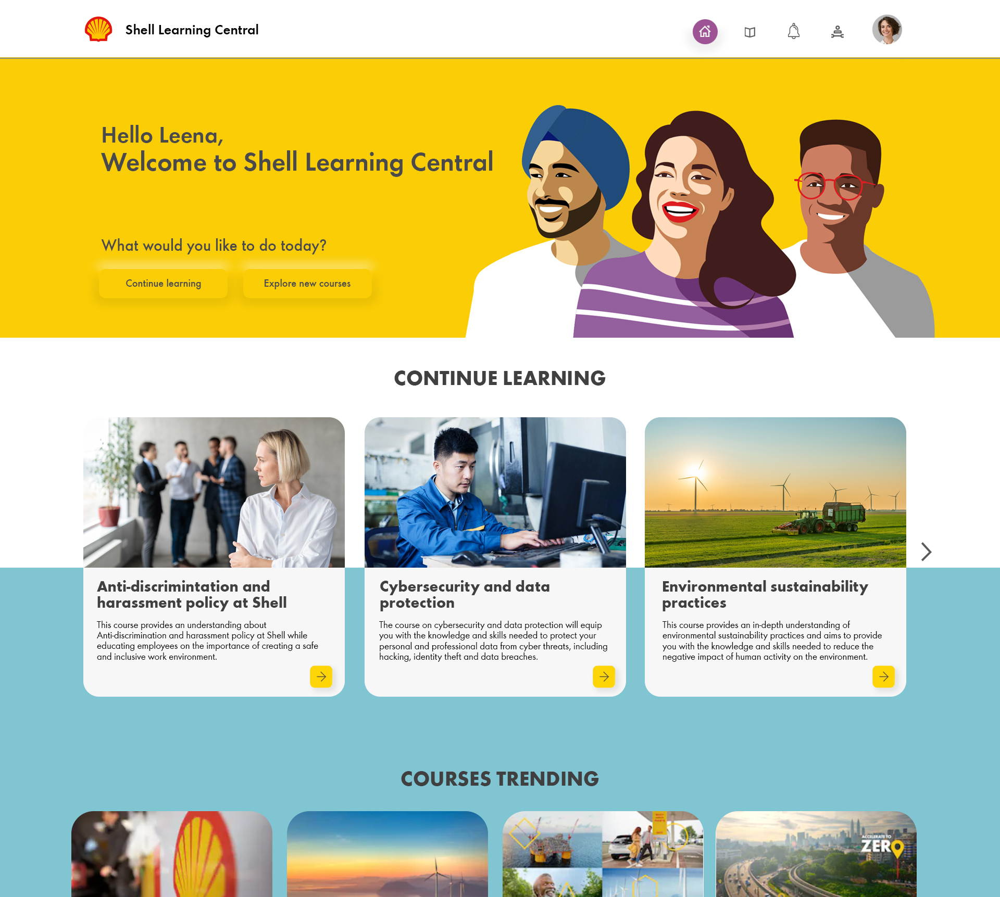 Shell Learning Central
Hello Leena,
Welcome to Shell Learning Central
What would you like to do today?
Continue learning
Explore new courses
CONTINUE LEARNING
Anti-discrimintation and
harassment policy at Shell
This course provides an understanding about
Anti-discrimination and harassment policy at Shell while
educating employees on the importance of creating a safe
and inclusive work environment.
Cybersecurity and data
protection
The course on cybersecurity and data protection will equip
you with the knowledge and skills needed to protect your
personal and professional data from cyber threats, including
hacking, identity theft and data breaches.
Environmental sustainability
practices
This course provides an in-depth understanding of
environmental sustainability practices and aims to provide
you with the knowledge and skills needed to reduce the
negative impact of human activity on the environment.
COURSES TRENDING
ACCELERATE TO
ZERO